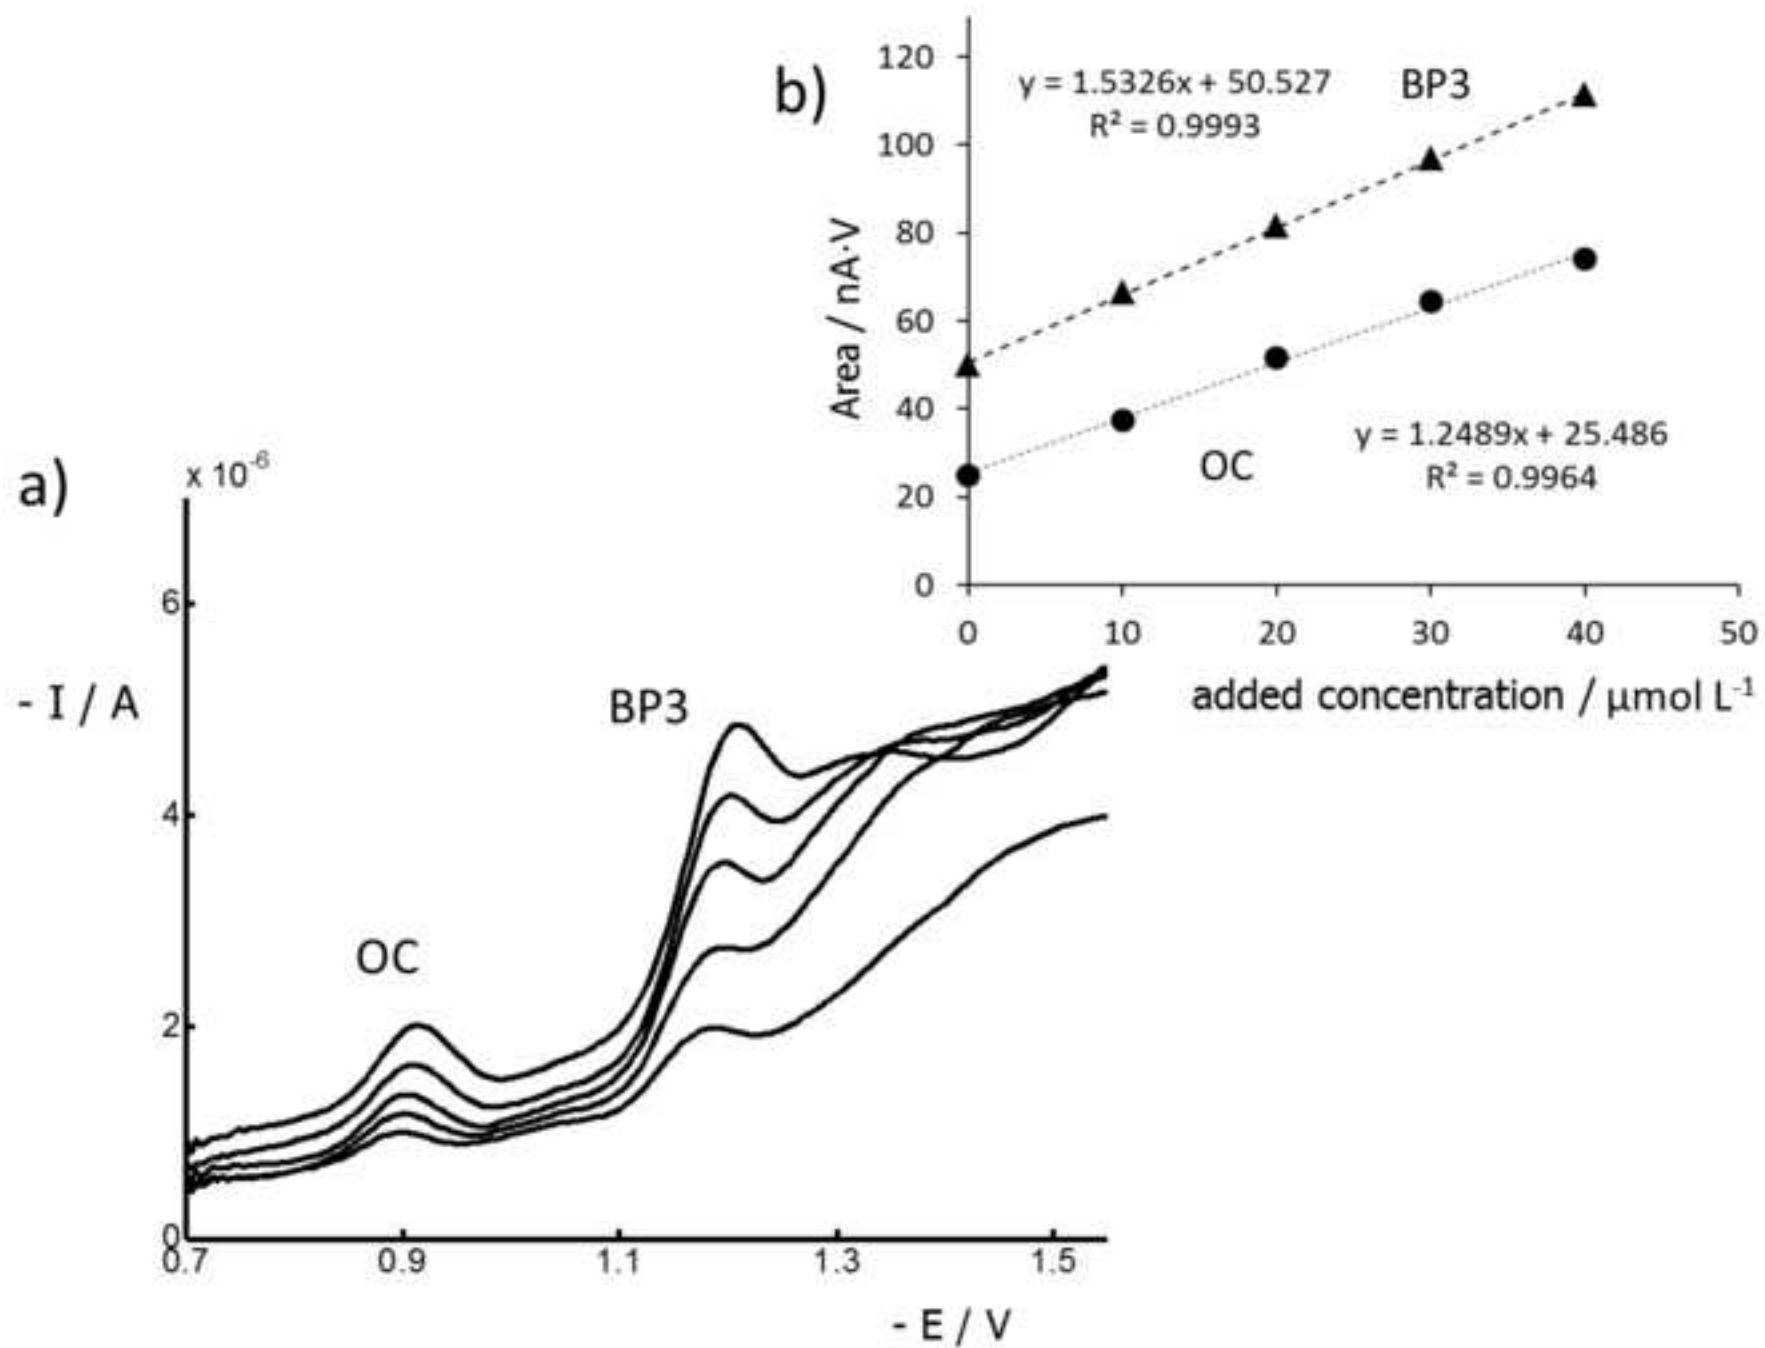 b)
120
100
80
60
40
20
0
Area / nA·V
y = 1.5326x + 50.527
R² = 0.9993
BP3
y = 1.2489x + 25.486
R² = 0.9964
OC
0 10 20 30 40 50
added concentration / µmol L⁻¹
a)
x 10⁻⁶
6
4
2
0
- I / A
BP3
OC
0.7 0.9 1.1 1.3 1.5
- E / V